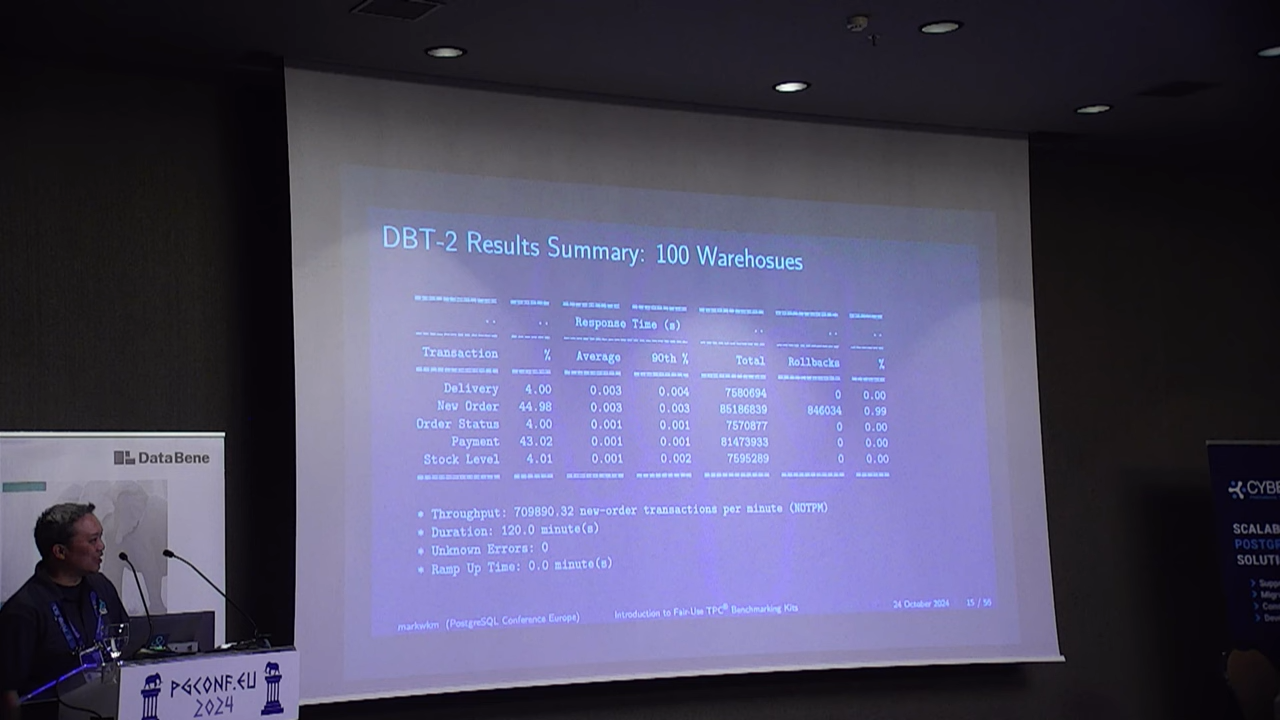 DBT-2 Results Summary: 100 Warehosues
.. .. Response Time (s) .. .. ..
Transaction % Average 90th % Total Rollbacks %
Delivery 4.00 0.003 0.004 7580694 0 0.00
New Order 44.98 0.003 0.003 85186839 846034 0.99
Order Status 4.00 0.001 0.001 7570877 0 0.00
Payment 43.02 0.001 0.001 81473933 0 0.00
Stock Level 4.01 0.001 0.002 7595289 0 0.00
* Throughput: 709890.32 new-order transactions per minute (NOTPM)
* Duration: 120.0 minute(s)
* Unknown Errors: 0
* Ramp Up Time: 0.0 minute(s)
markwkm (PostgreSQL Conference Europe) Introduction to Fair-Use TPC® Benchmarking Kits 24 October 2024 15 / 56
DataBene
PGCONF.EU
2024
CYBE
SCALAB
POSTGR
SOLUTI
> Suppo
> Migr
> Con
> Dev